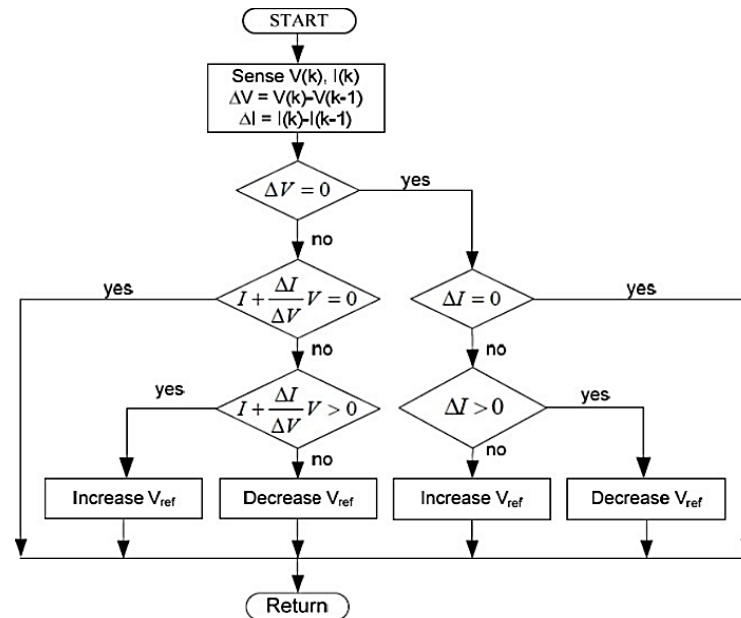 START
Sense V(k), I(k)
ΔV = V(k)-V(k-1)
ΔI = I(k)-I(k-1)
ΔV = 0
yes
no
yes
I + ΔI/ΔV V = 0
ΔI = 0
yes
no
no
yes
I + ΔI/ΔV V > 0
ΔI > 0
yes
no
no
Increase Vref
Decrease Vref
Increase Vref
Decrease Vref
Return